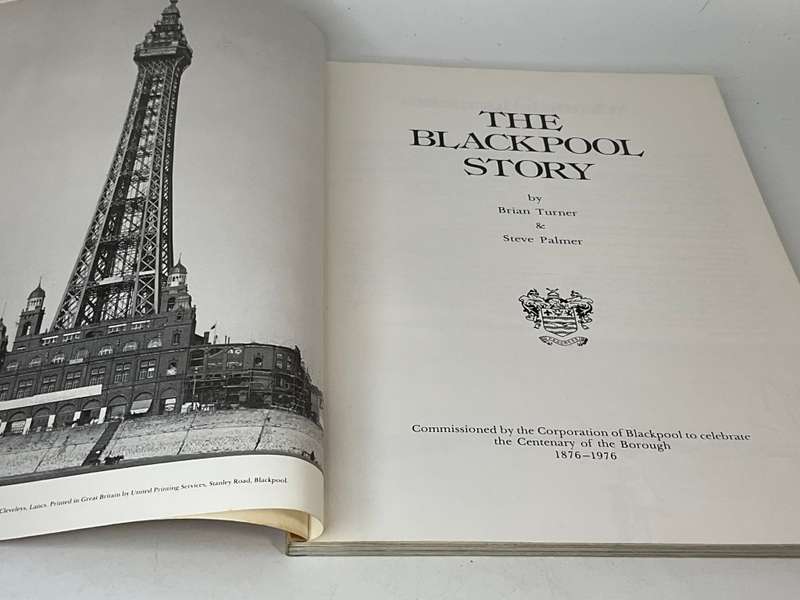 Cleveleys, Lancs. Printed in Great Britain by United Printing Services, Stanley Road, Blackpool.
THE
BLACKPOOL
STORY
by
Brian Turner
&
Steve Palmer
PROGRESS
Commissioned by the Corporation of Blackpool to celebrate
the Centenary of the Borough
1876–1976